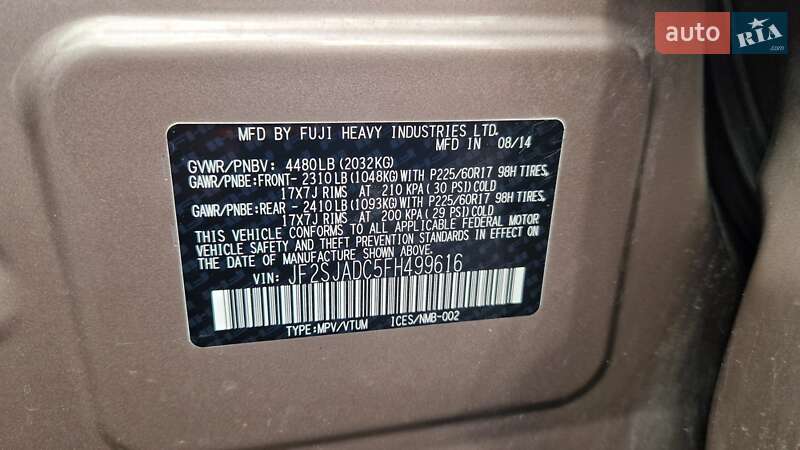 auto RIA.com
MFD BY FUJI HEAVY INDUSTRIES LTD.
MFD IN 08/14
GVWR/PNBV: 4480LB(2032KG)
GAWR/PNBE:FRONT- 2310LB(1048KG)WITH P225/60R17 98H TIRES,
17X7J RIMS AT 210 KPA(30 PSI)COLD
GAWR/PNBE:REAR - 2410LB(1093KG)WITH P225/60R17 98H TIRES,
17X7J RIMS AT 200 KPA(29 PSI)COLD
THIS VEHICLE CONFORMS TO ALL APPLICABLE FEDERAL MOTOR
VEHICLE SAFETY AND THEFT PREVENTION STANDARDS IN EFFECT ON
THE DATE OF MANUFACTURE SHOWN ABOVE.
VIN: JF2SJADC5FH499616
TYPE:MPV/VTUM ICES/NMB-002